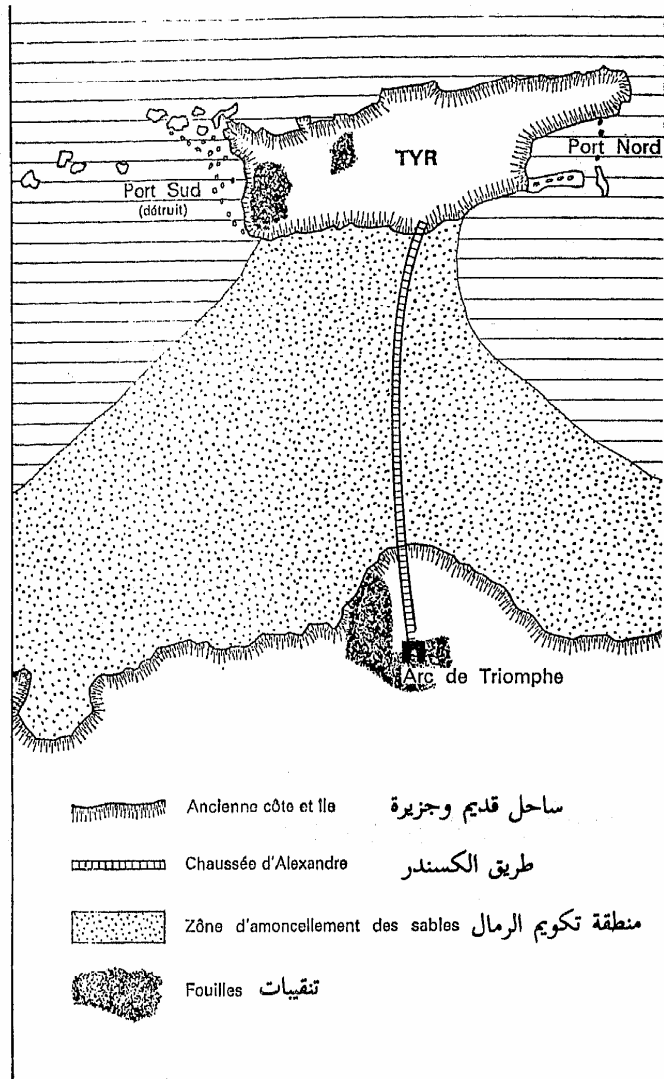 TYR
Port Nord
Port Sud
(détruit)
Arc de Triomphe
Ancienne côte et île ساحل قديم وجزيرة
Chaussée d'Alexandre طريق الكسندر
Zône d'amoncellement des sables منطقة تكويم الرمال
Fouilles تنقيبات